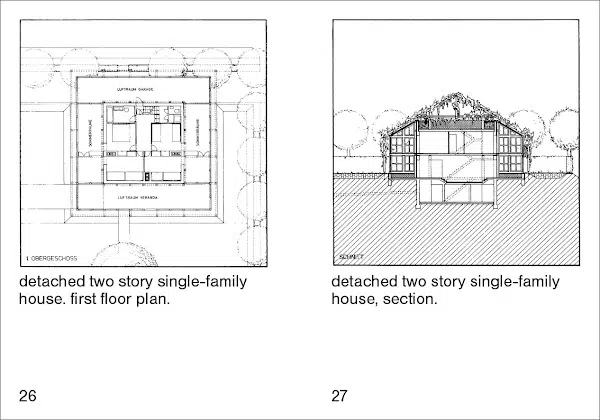 LUFTRAUM GARAGE
LUFTRAUM VERANDA
1. OBERGESCHOSS
detached two story single-family
house. first floor plan.
26
SCHNITT
detached two story single-family
house, section.
27